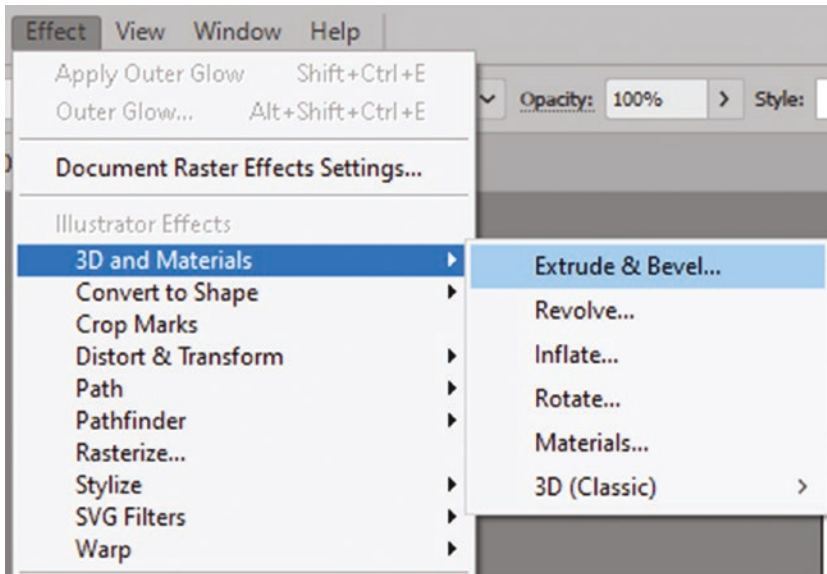 Effect View Window Help
Apply Outer Glow Shift+Ctrl+E
Outer Glow... Alt+Shift+Ctrl+E
Opacity: 100% > Style:
Document Raster Effects Settings...
Illustrator Effects
3D and Materials
Convert to Shape
Crop Marks
Distort & Transform
Path
Pathfinder
Rasterize...
Stylize
SVG Filters
Warp
Extrude & Bevel...
Revolve...
Inflate...
Rotate...
Materials...
3D (Classic) >